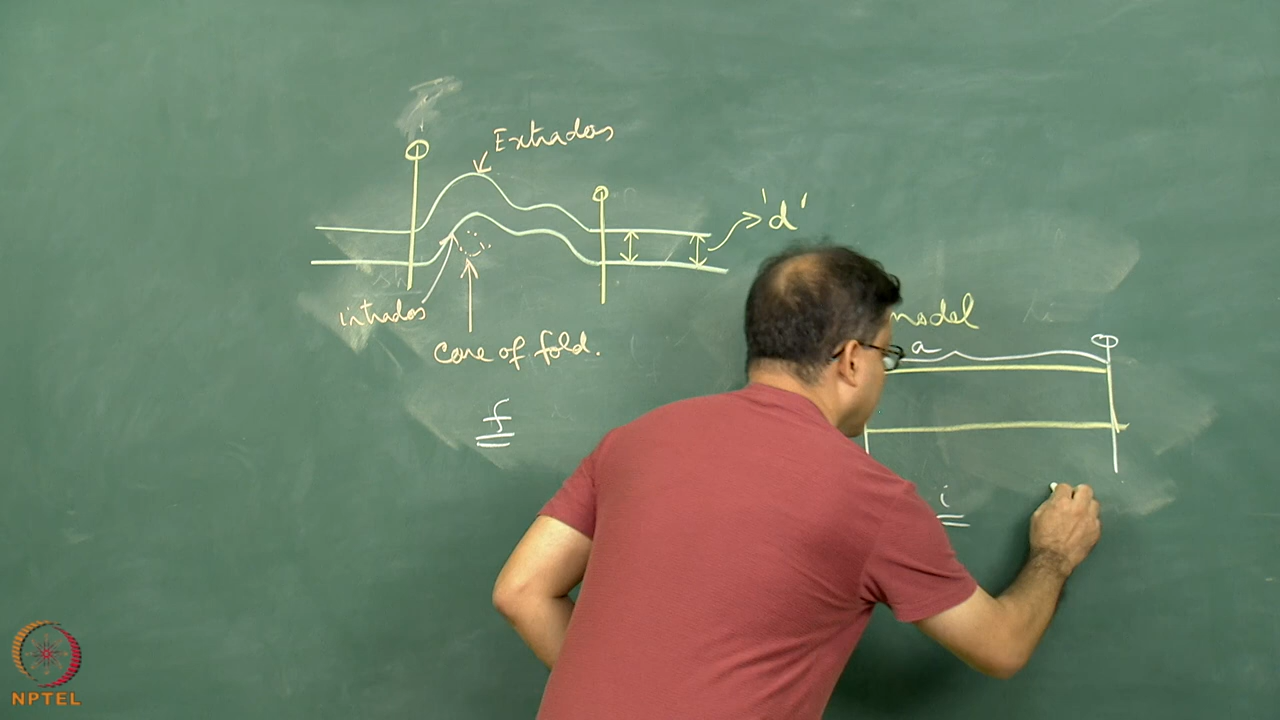 Extrados
'd'
intrados
Core of fold.
f
model
a
i
NPTEL